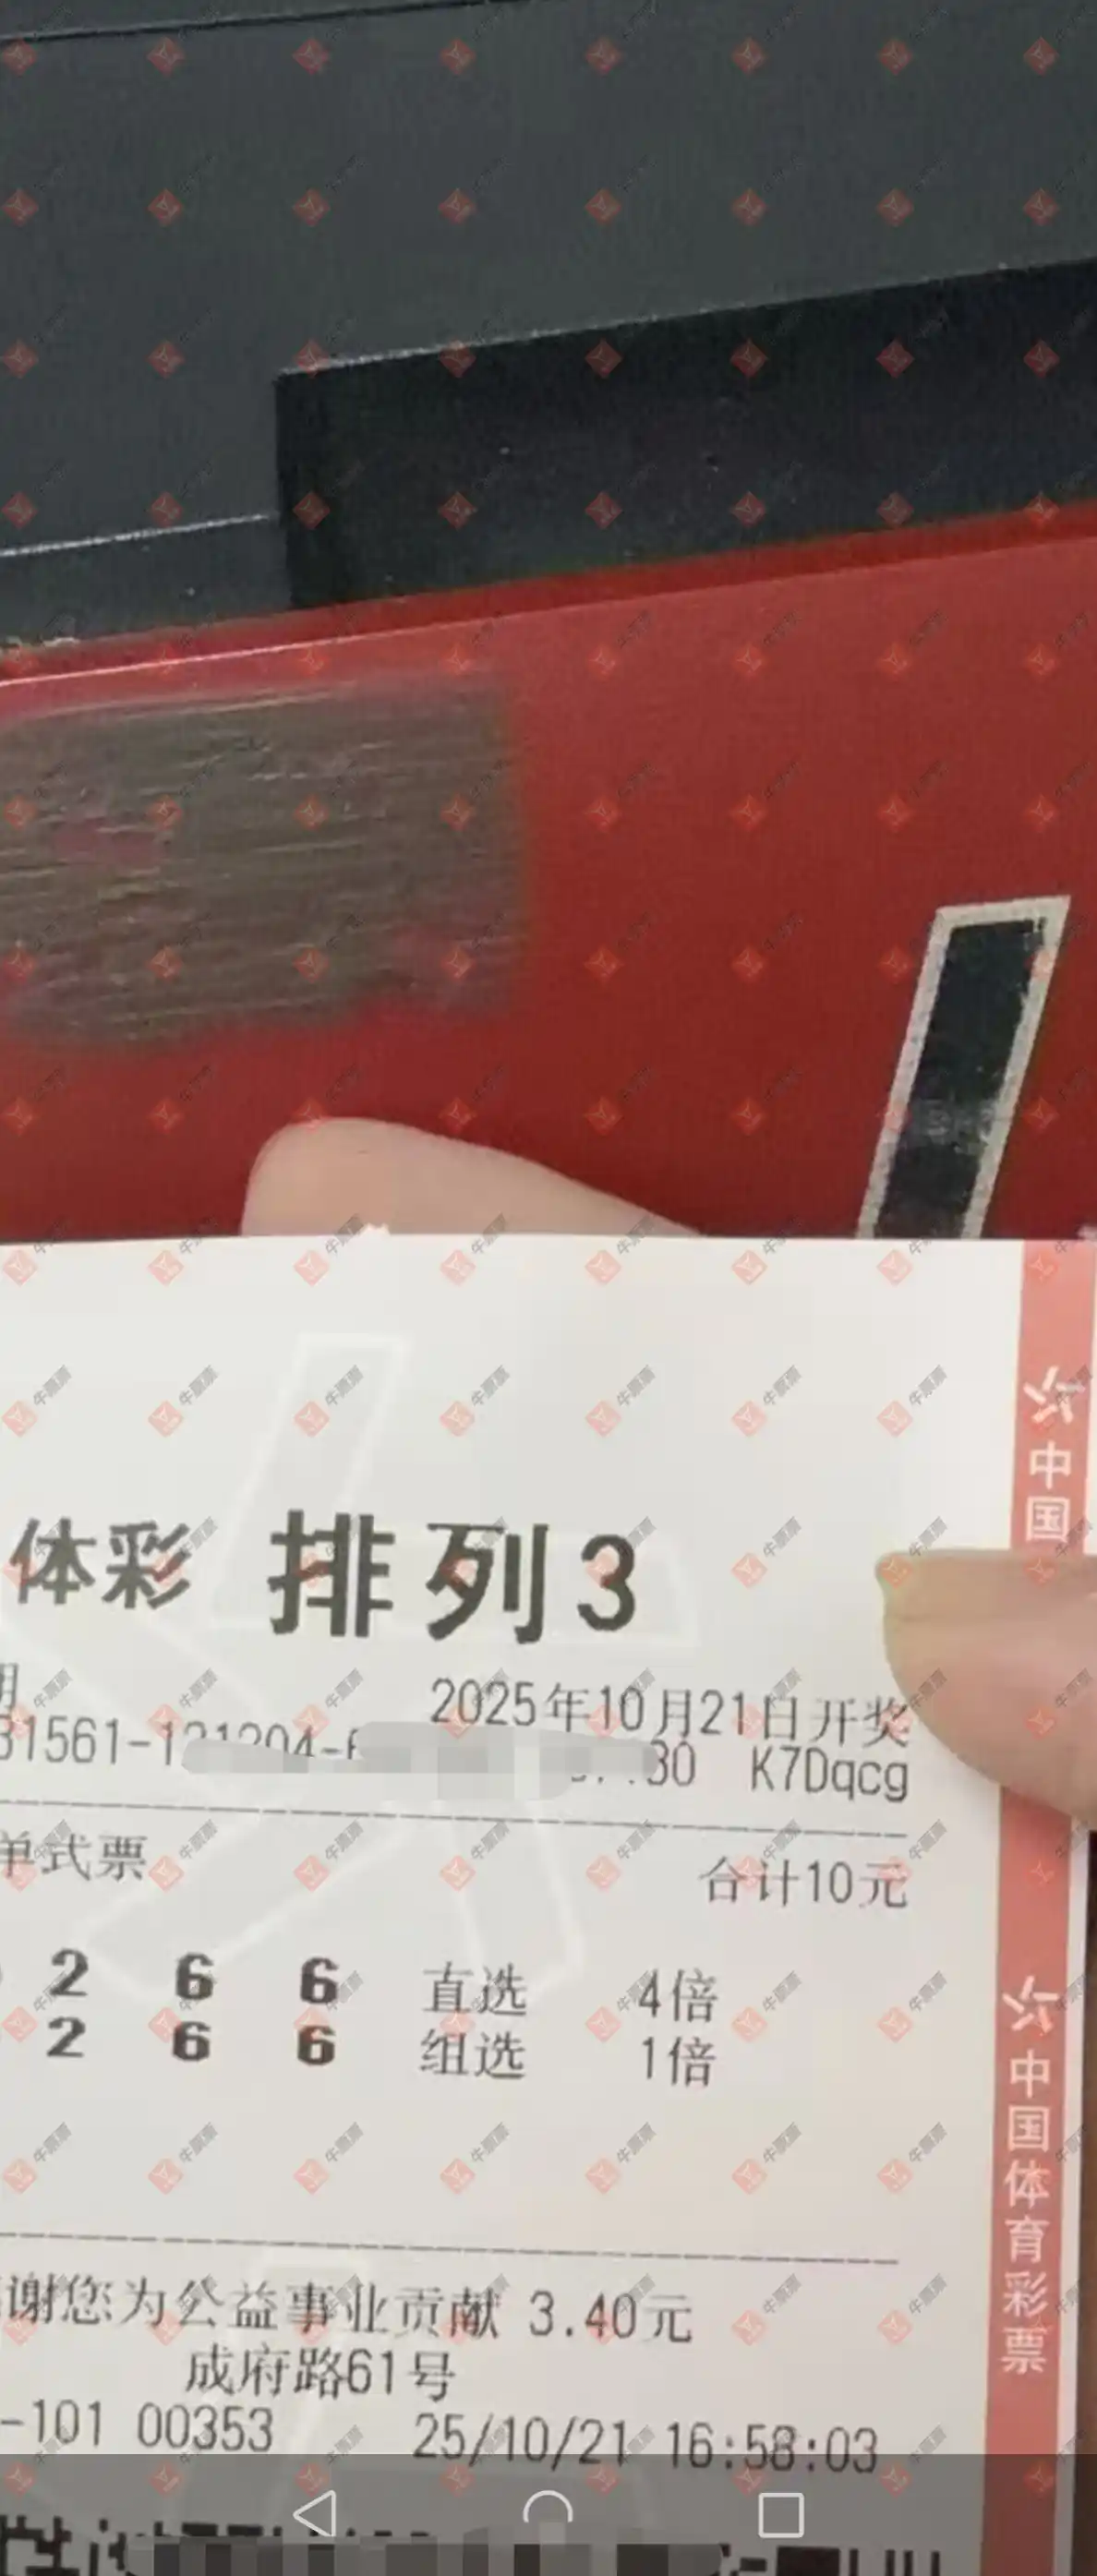 体彩 排列3
2025年10月21日开奖
K7Dqcg
单式票
合计10元
2 6 6 直选 4倍
2 6 6 组选 1倍
谢您为公益事业贡献 3.40元
成府路61号
-101 00353 25/10/21 16:58:03
中国
中国体育彩票
牛票票